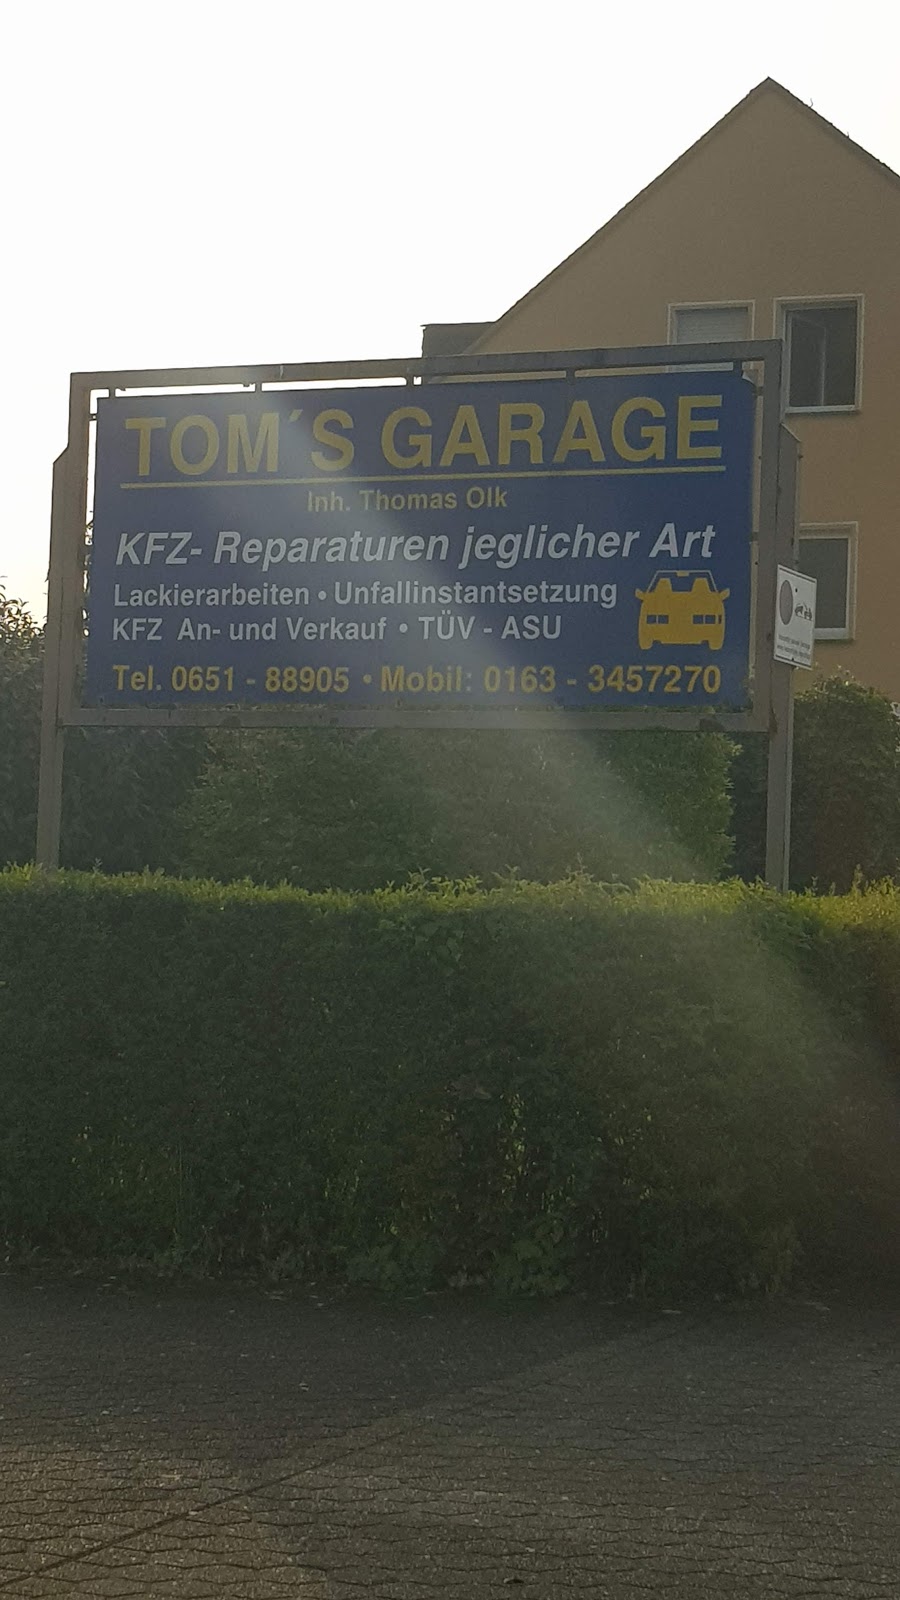 TOM´S GARAGE
Inh. Thomas Olk
KFZ- Reparaturen jeglicher Art
Lackierarbeiten • Unfallinstantsetzung
KFZ An- und Verkauf • TÜV - ASU
Tel. 0651 - 88905 • Mobil: 0163 - 3457270